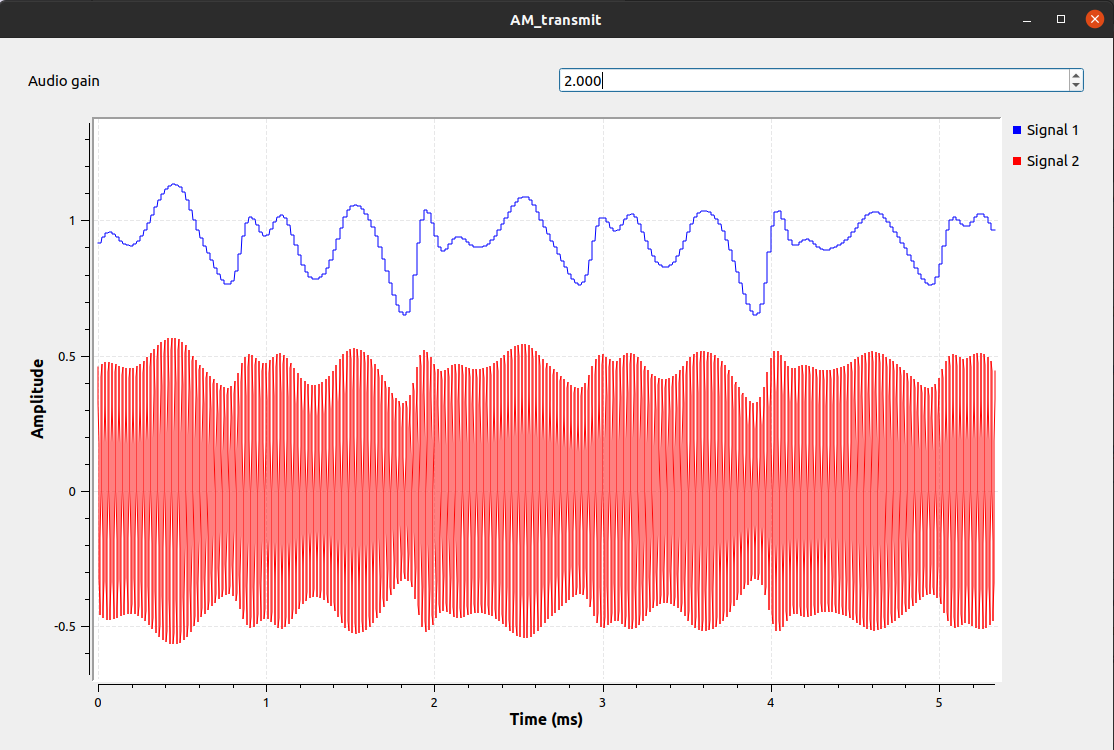 AM_transmit
Audio gain
2.000
Signal 1
Signal 2
1
0.5
0
-0.5
Amplitude
0 1 2 3 4 5
Time (ms)